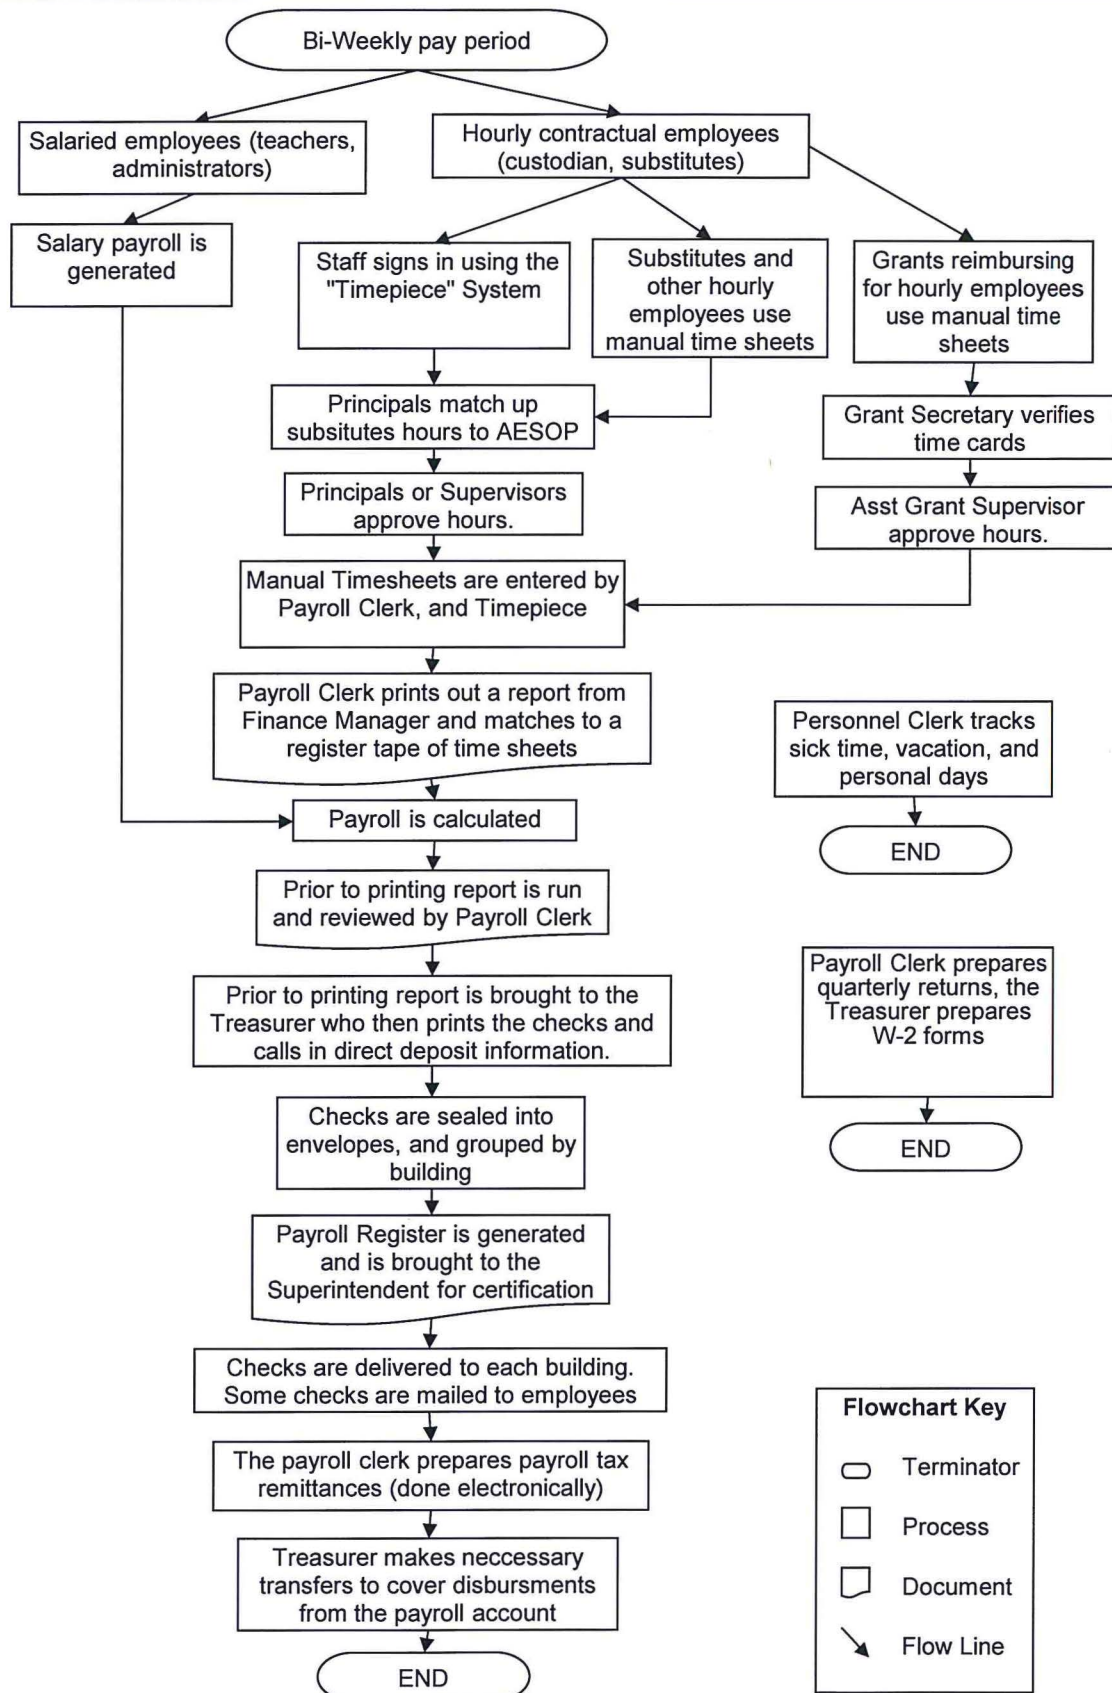 Bi-Weekly pay period
Salaried employees (teachers,
administrators)
Hourly contractual employees
(custodian, substitutes)
Salary payroll is
generated
Staff signs in using the
"Timepiece" System
Substitutes and
other hourly
employees use
manual time sheets
Grants reimbursing
for hourly employees
use manual time
sheets
Principals match up
subsitutes hours to AESOP
Grant Secretary verifies
time cards
Principals or Supervisors
approve hours.
Asst Grant Supervisor
approve hours.
Manual Timesheets are entered by
Payroll Clerk, and Timepiece
Payroll Clerk prints out a report from
Finance Manager and matches to a
register tape of time sheets
Personnel Clerk tracks
sick time, vacation, and
personal days
Payroll is calculated
END
Prior to printing report is run
and reviewed by Payroll Clerk
Payroll Clerk prepares
quarterly returns, the
Treasurer prepares
W-2 forms
Prior to printing report is brought to the
Treasurer who then prints the checks and
calls in direct deposit information.
Checks are sealed into
envelopes, and grouped by
building
END
Payroll Register is generated
and is brought to the
Superintendent for certification
Checks are delivered to each building.
Some checks are mailed to employees
The payroll clerk prepares payroll tax
remittances (done electronically)
Treasurer makes neccessary
transfers to cover disbursments
from the payroll account
END
Flowchart Key
Terminator
Process
Document
Flow Line